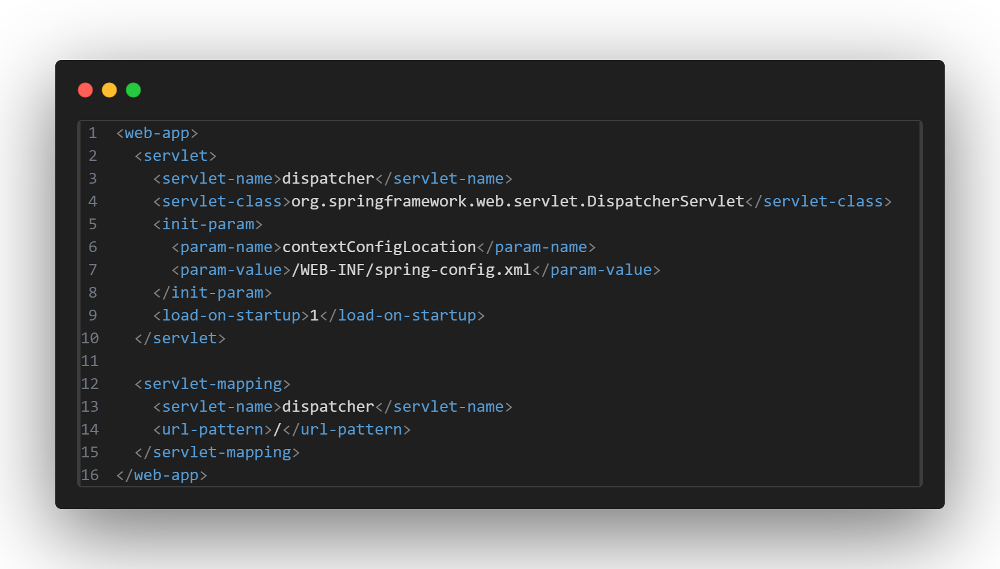 1 <web-app>
2   <servlet>
3     <servlet-name>dispatcher</servlet-name>
4     <servlet-class>org.springframework.web.servlet.DispatcherServlet</servlet-class>
5     <init-param>
6       <param-name>contextConfigLocation</param-name>
7       <param-value>/WEB-INF/spring-config.xml</param-value>
8     </init-param>
9     <load-on-startup>1</load-on-startup>
10   </servlet>
11
12   <servlet-mapping>
13     <servlet-name>dispatcher</servlet-name>
14     <url-pattern>/</url-pattern>
15   </servlet-mapping>
16 </web-app>